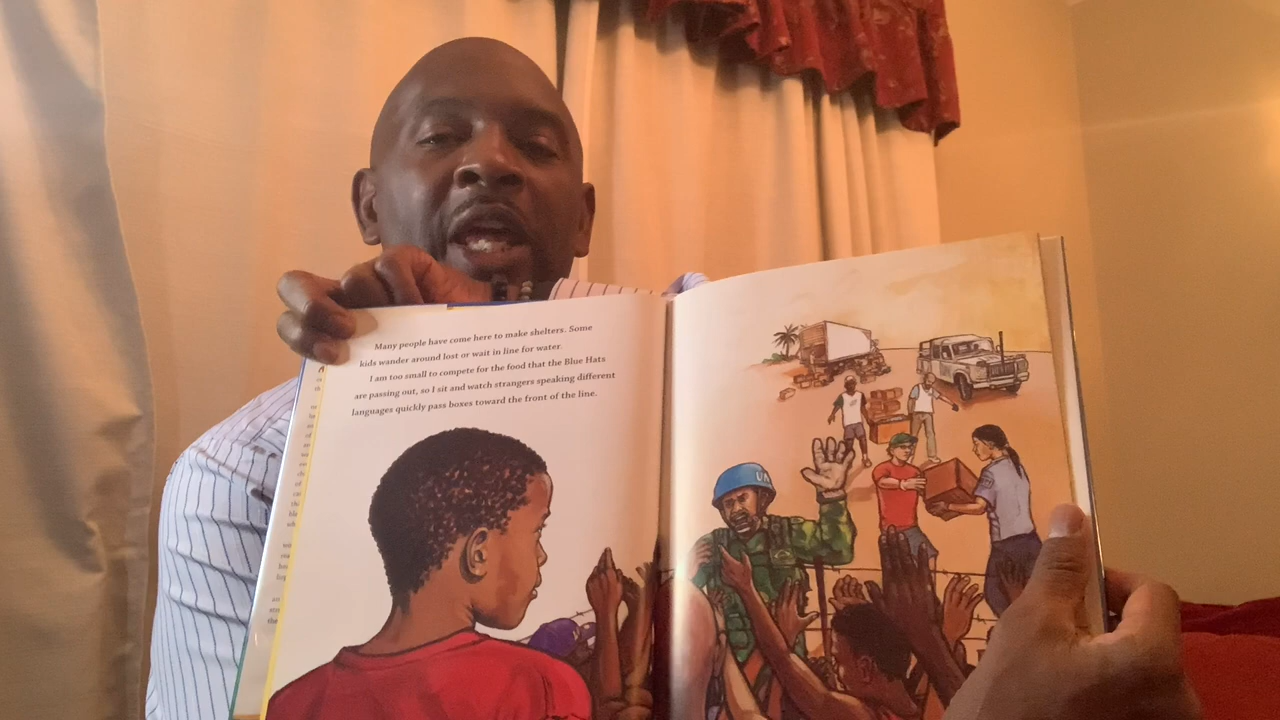 Many people have come here to make shelters. Some
kids wander around lost or wait in line for water.
I am too small to compete for the food that the Blue Hats
are passing out, so I sit and watch strangers speaking different
languages quickly pass boxes toward the front of the line.
UN